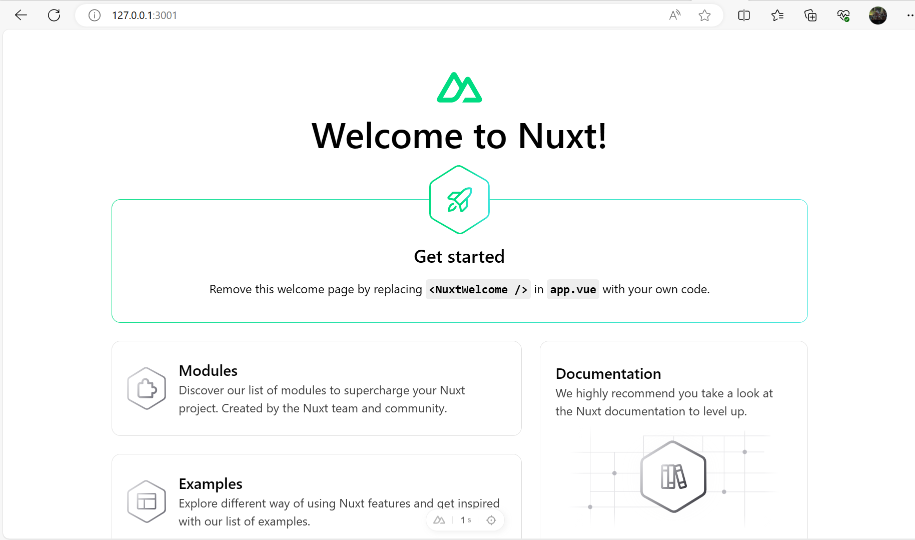 127.0.0.1:3001
Welcome to Nuxt!
Get started
Remove this welcome page by replacing <NuxtWelcome /> in app.vue with your own code.
Modules
Discover our list of modules to supercharge your Nuxt
project. Created by the Nuxt team and community.
Documentation
We highly recommend you take a look at
the Nuxt documentation to level up.
Examples
Explore different way of using Nuxt features and get inspired
with our list of examples.
1 s